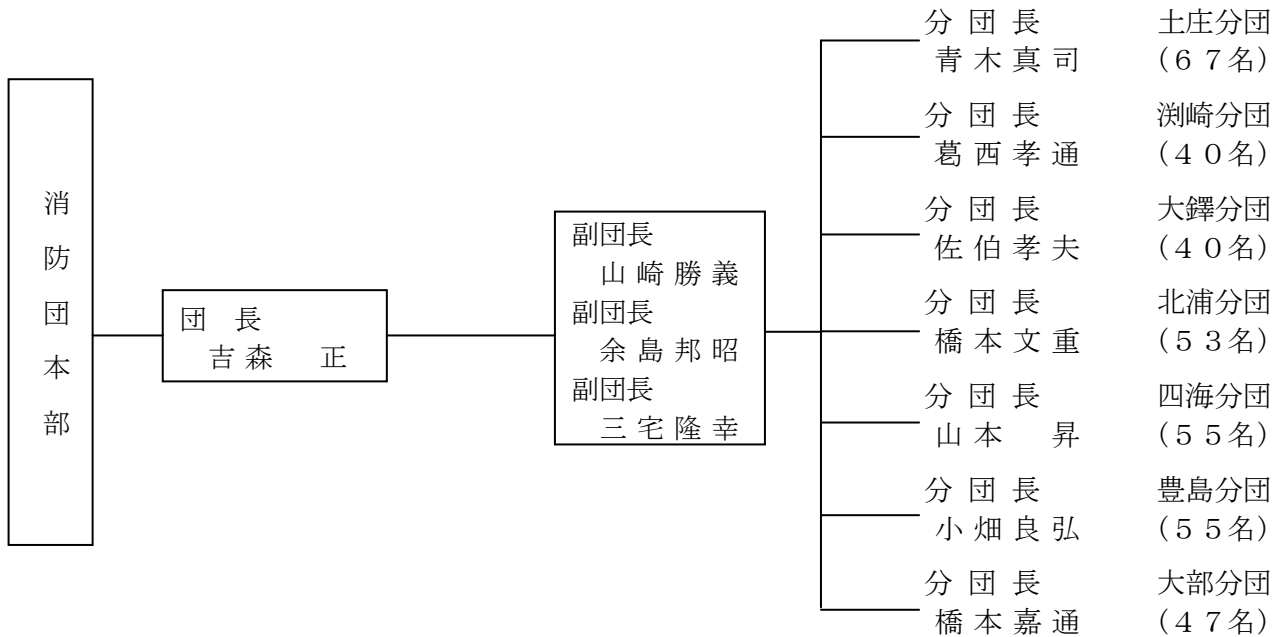 消防団本部
団　長
吉森　　正
副団長
山崎勝義
副団長
余島邦昭
副団長
三宅隆幸
分団長　土庄分団
青木真司　（６７名）
分団長　渕崎分団
葛西孝通　（４０名）
分団長　大鐸分団
佐伯孝夫　（４０名）
分団長　北浦分団
橋本文重　（５３名）
分団長　四海分団
山本　昇　（５５名）
分団長　豊島分団
小畑良弘　（５５名）
分団長　大部分団
橋本嘉通　（４７名）